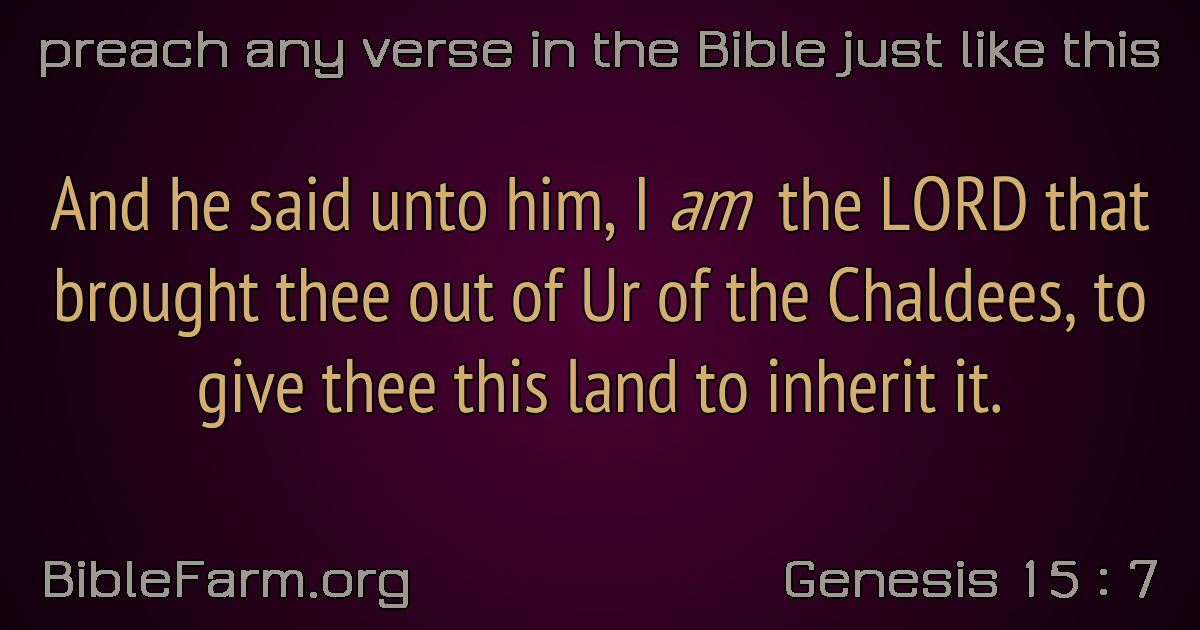 preach any verse in the Bible just like this
And he said unto him, I am the LORD that
brought thee out of Ur of the Chaldees, to
give thee this land to inherit it.
BibleFarm.org
Genesis 15 : 7